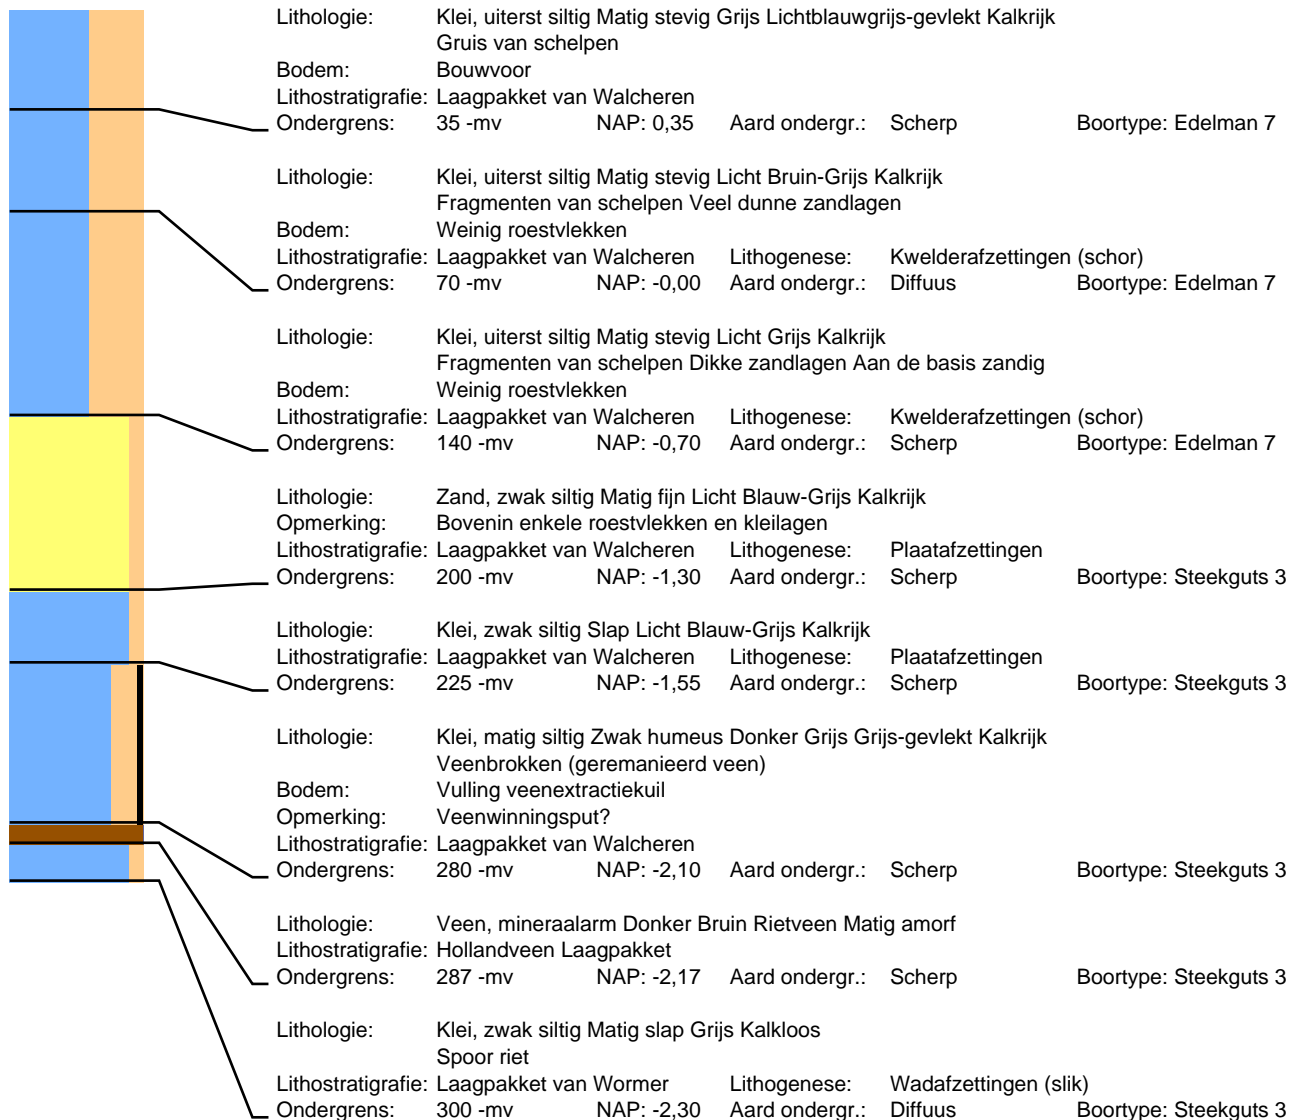 Lithologie: Klei, uiterst siltig Matig stevig Grijs Lichtblauwgrijs-gevlekt Kalkrijk
Gruis van schelpen
Bodem: Bouwvoor
Lithostratigrafie: Laagpakket van Walcheren
Ondergrens: 35 -mv NAP: 0,35 Aard ondergr.: Scherp Boortype: Edelman 7
Lithologie: Klei, uiterst siltig Matig stevig Licht Bruin-Grijs Kalkrijk
Fragmenten van schelpen Veel dunne zandlagen
Bodem: Weinig roestvlekken
Lithostratigrafie: Laagpakket van Walcheren Lithogenese: Kwelderafzettingen (schor)
Ondergrens: 70 -mv NAP: -0,00 Aard ondergr.: Diffuus Boortype: Edelman 7
Lithologie: Klei, uiterst siltig Matig stevig Licht Grijs Kalkrijk
Fragmenten van schelpen Dikke zandlagen Aan de basis zandig
Bodem: Weinig roestvlekken
Lithostratigrafie: Laagpakket van Walcheren Lithogenese: Kwelderafzettingen (schor)
Ondergrens: 140 -mv NAP: -0,70 Aard ondergr.: Scherp Boortype: Edelman 7
Lithologie: Zand, zwak siltig Matig fijn Licht Blauw-Grijs Kalkrijk
Opmerking: Bovenin enkele roestvlekken en kleilagen
Lithostratigrafie: Laagpakket van Walcheren Lithogenese: Plaatafzettingen
Ondergrens: 200 -mv NAP: -1,30 Aard ondergr.: Scherp Boortype: Steekguts 3
Lithologie: Klei, zwak siltig Slap Licht Blauw-Grijs Kalkrijk
Lithostratigrafie: Laagpakket van Walcheren Lithogenese: Plaatafzettingen
Ondergrens: 225 -mv NAP: -1,55 Aard ondergr.: Scherp Boortype: Steekguts 3
Lithologie: Klei, matig siltig Zwak humeus Donker Grijs Grijs-gevlekt Kalkrijk
Veenbrokken (geremanieerd veen)
Bodem: Vulling veenextractiekuil
Opmerking: Veenwinningsput?
Lithostratigrafie: Laagpakket van Walcheren
Ondergrens: 280 -mv NAP: -2,10 Aard ondergr.: Scherp Boortype: Steekguts 3
Lithologie: Veen, mineraalarm Donker Bruin Rietveen Matig amorf
Lithostratigrafie: Hollandveen Laagpakket
Ondergrens: 287 -mv NAP: -2,17 Aard ondergr.: Scherp Boortype: Steekguts 3
Lithologie: Klei, zwak siltig Matig slap Grijs Kalkloos
Spoor riet
Lithostratigrafie: Laagpakket van Wormer Lithogenese: Wadafzettingen (slik)
Ondergrens: 300 -mv NAP: -2,30 Aard ondergr.: Diffuus Boortype: Steekguts 3